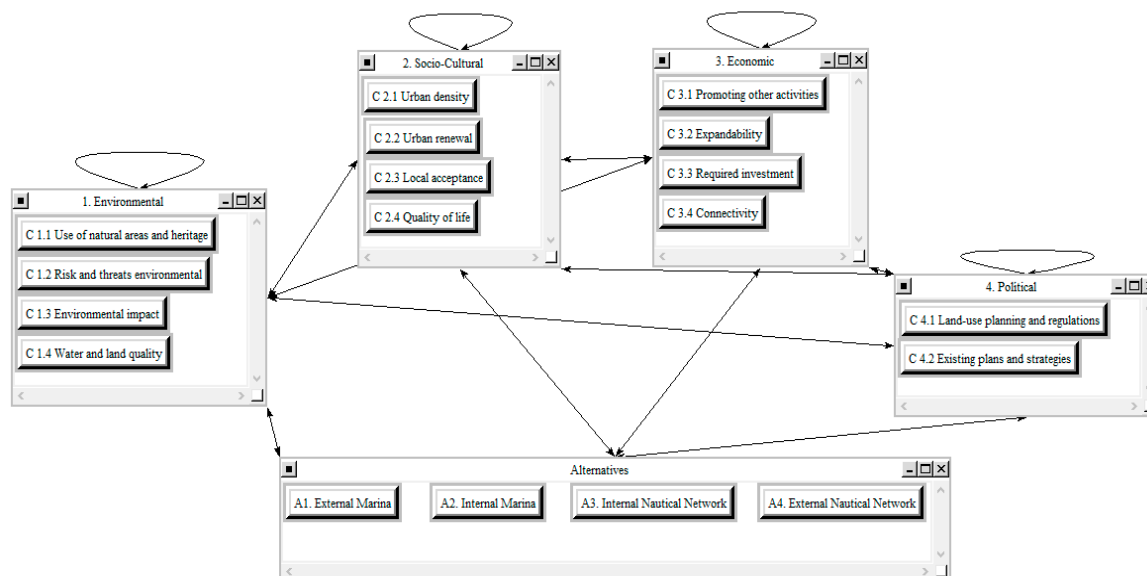 2. Socio-Cultural
C 2.1 Urban density
C 2.2 Urban renewal
C 2.3 Local acceptance
C 2.4 Quality of life
3. Economic
C 3.1 Promoting other activities
C 3.2 Expandability
C 3.3 Required investment
C 3.4 Connectivity
1. Environmental
C 1.1 Use of natural areas and heritage
C 1.2 Risk and threats environmental
C 1.3 Environmental impact
C 1.4 Water and land quality
4. Political
C 4.1 Land-use planning and regulations
C 4.2 Existing plans and strategies
Alternatives
A1. External Marina
A2. Internal Marina
A3. Internal Nautical Network
A4. External Nautical Network